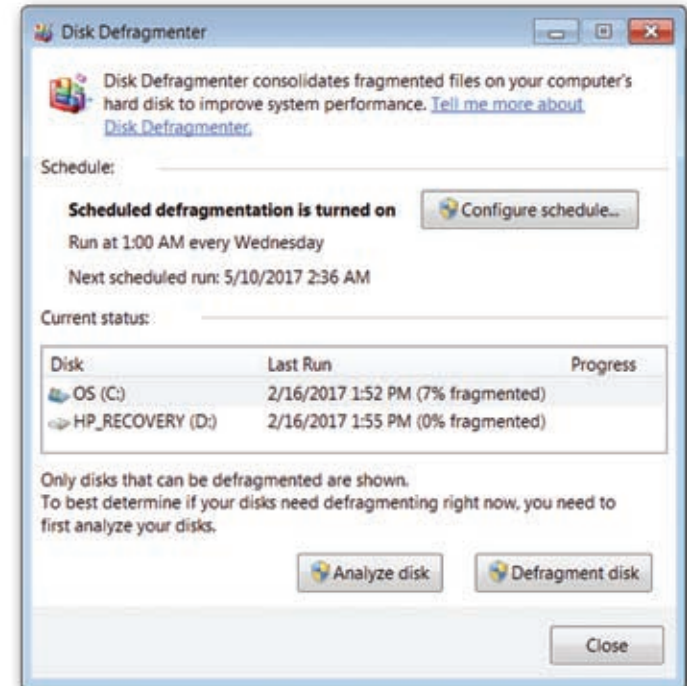 Disk Defragmenter
Disk Defragmenter consolidates fragmented files on your computer's
hard disk to improve system performance. Tell me more about
Disk Defragmenter.
Schedule:
Scheduled defragmentation is turned on
Configure schedule...
Run at 1:00 AM every Wednesday
Next scheduled run: 5/10/2017 2:36 AM
Current status:
Disk Last Run Progress
OS (C:) 2/16/2017 1:52 PM (7% fragmented)
HP_RECOVERY (D:) 2/16/2017 1:55 PM (0% fragmented)
Only disks that can be defragmented are shown.
To best determine if your disks need defragmenting right now, you need to
first analyze your disks.
Analyze disk Defragment disk
Close